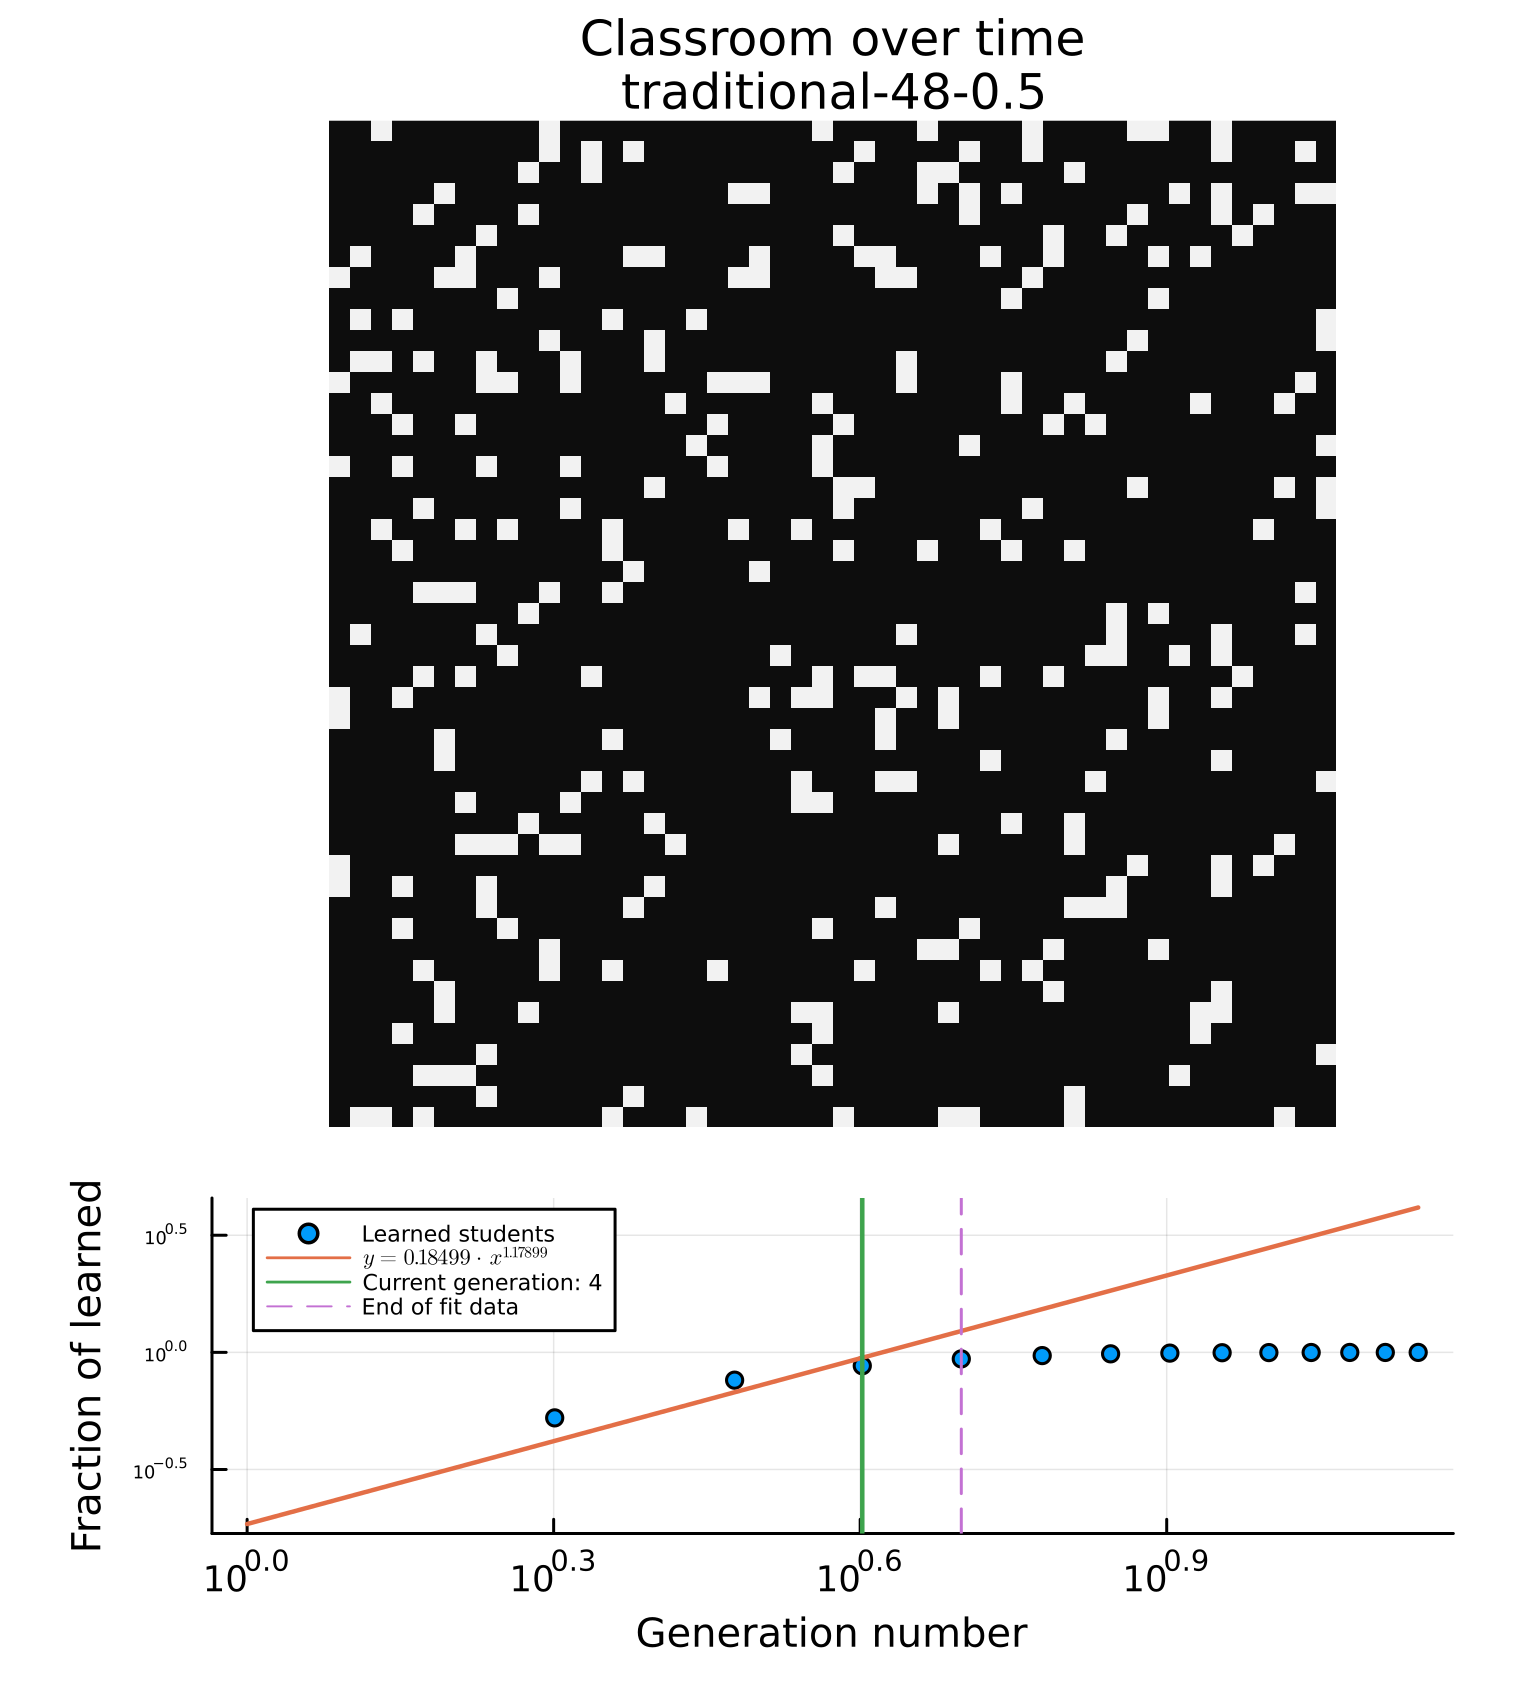 Classroom over time
traditional-48-0.5
Fraction of learned
10^0.5
10^0.0
10^−0.5
Learned students
y = 0.18499 · x^1.17899
Current generation: 4
End of fit data
10^0.0 10^0.3 10^0.6 10^0.9
Generation number